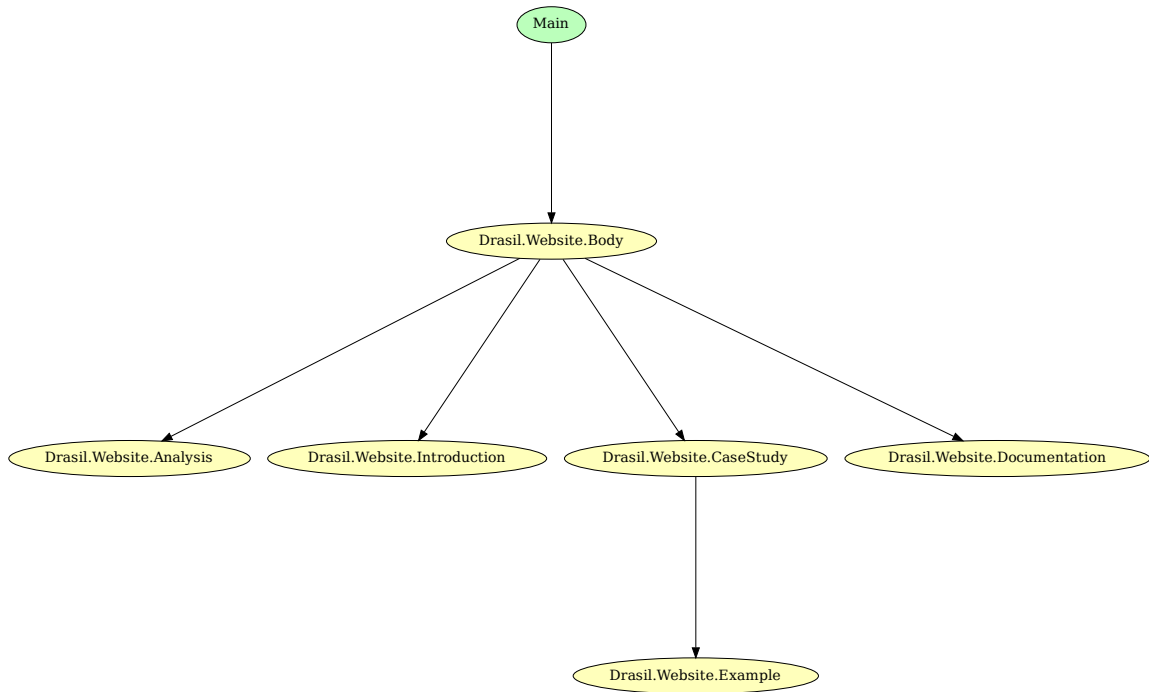 Main
Drasil.Website.Body
Drasil.Website.Analysis
Drasil.Website.Introduction
Drasil.Website.CaseStudy
Drasil.Website.Documentation
Drasil.Website.Example